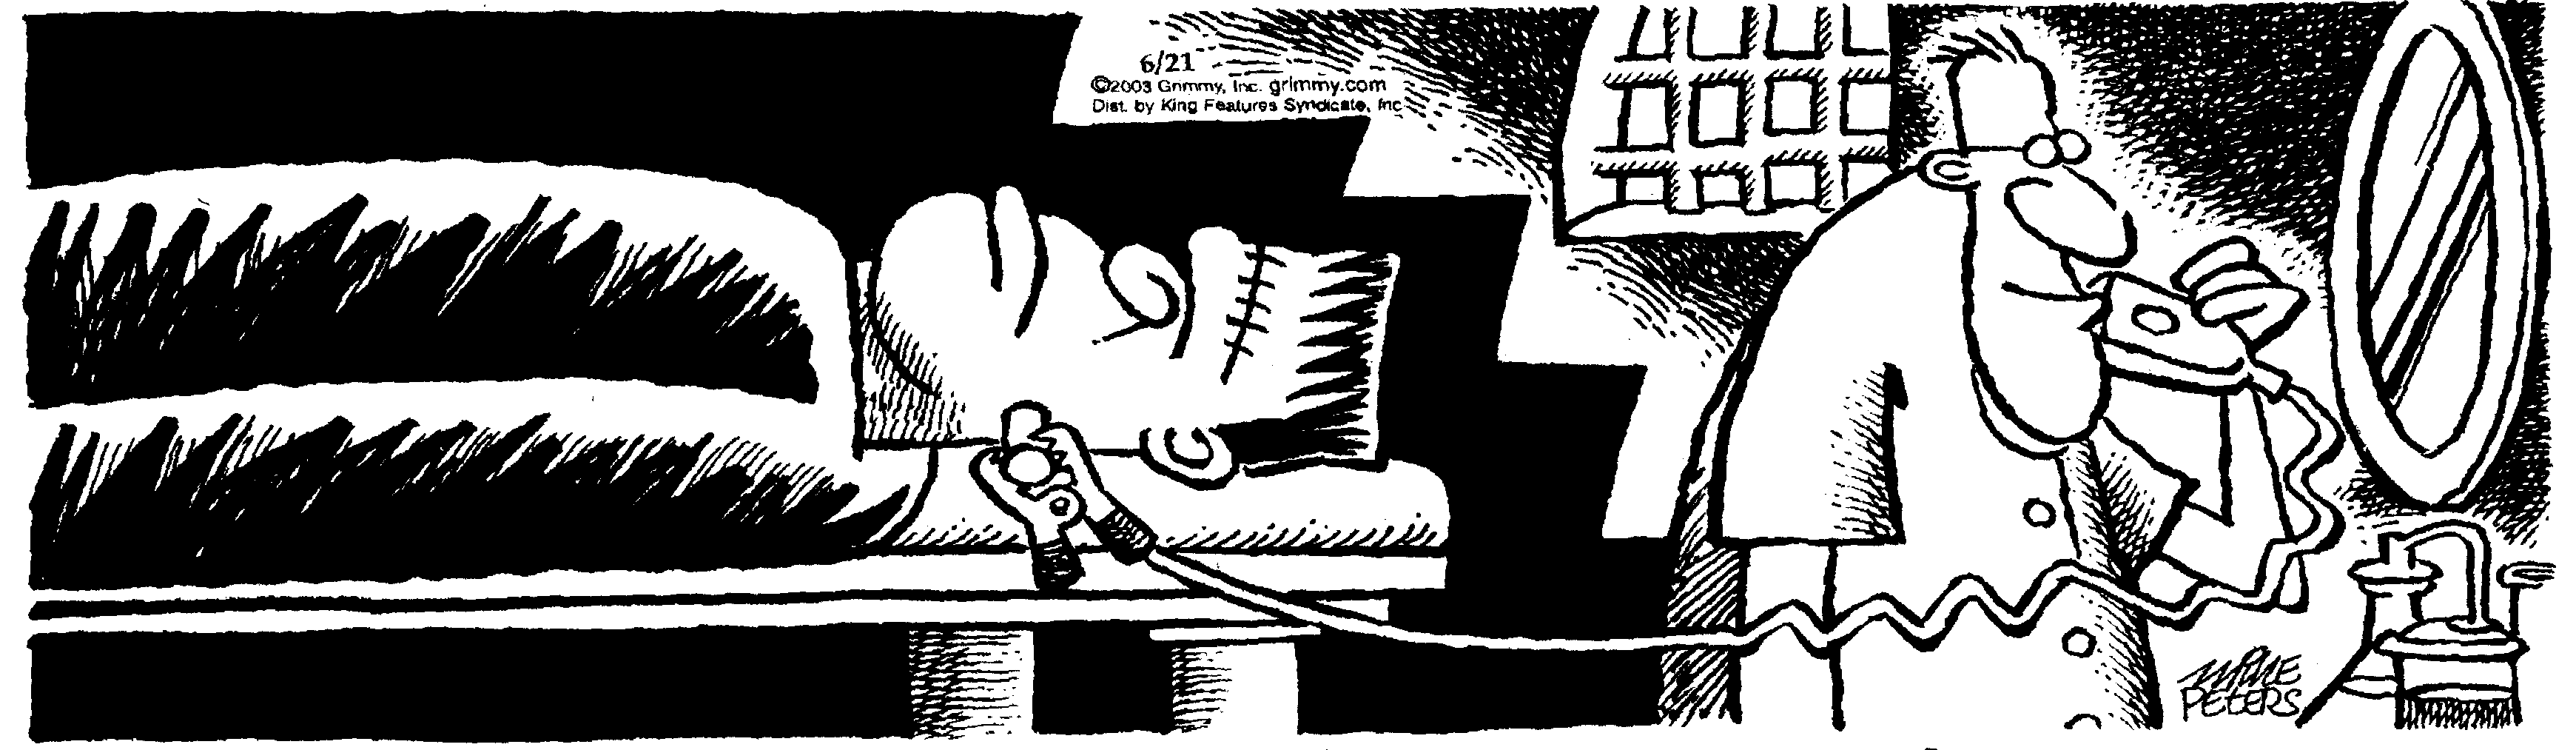 6/21
©2003 Grimmy, Inc. grimmy.com
Dist. by King Features Syndicate, Inc
MIKE
PETERS